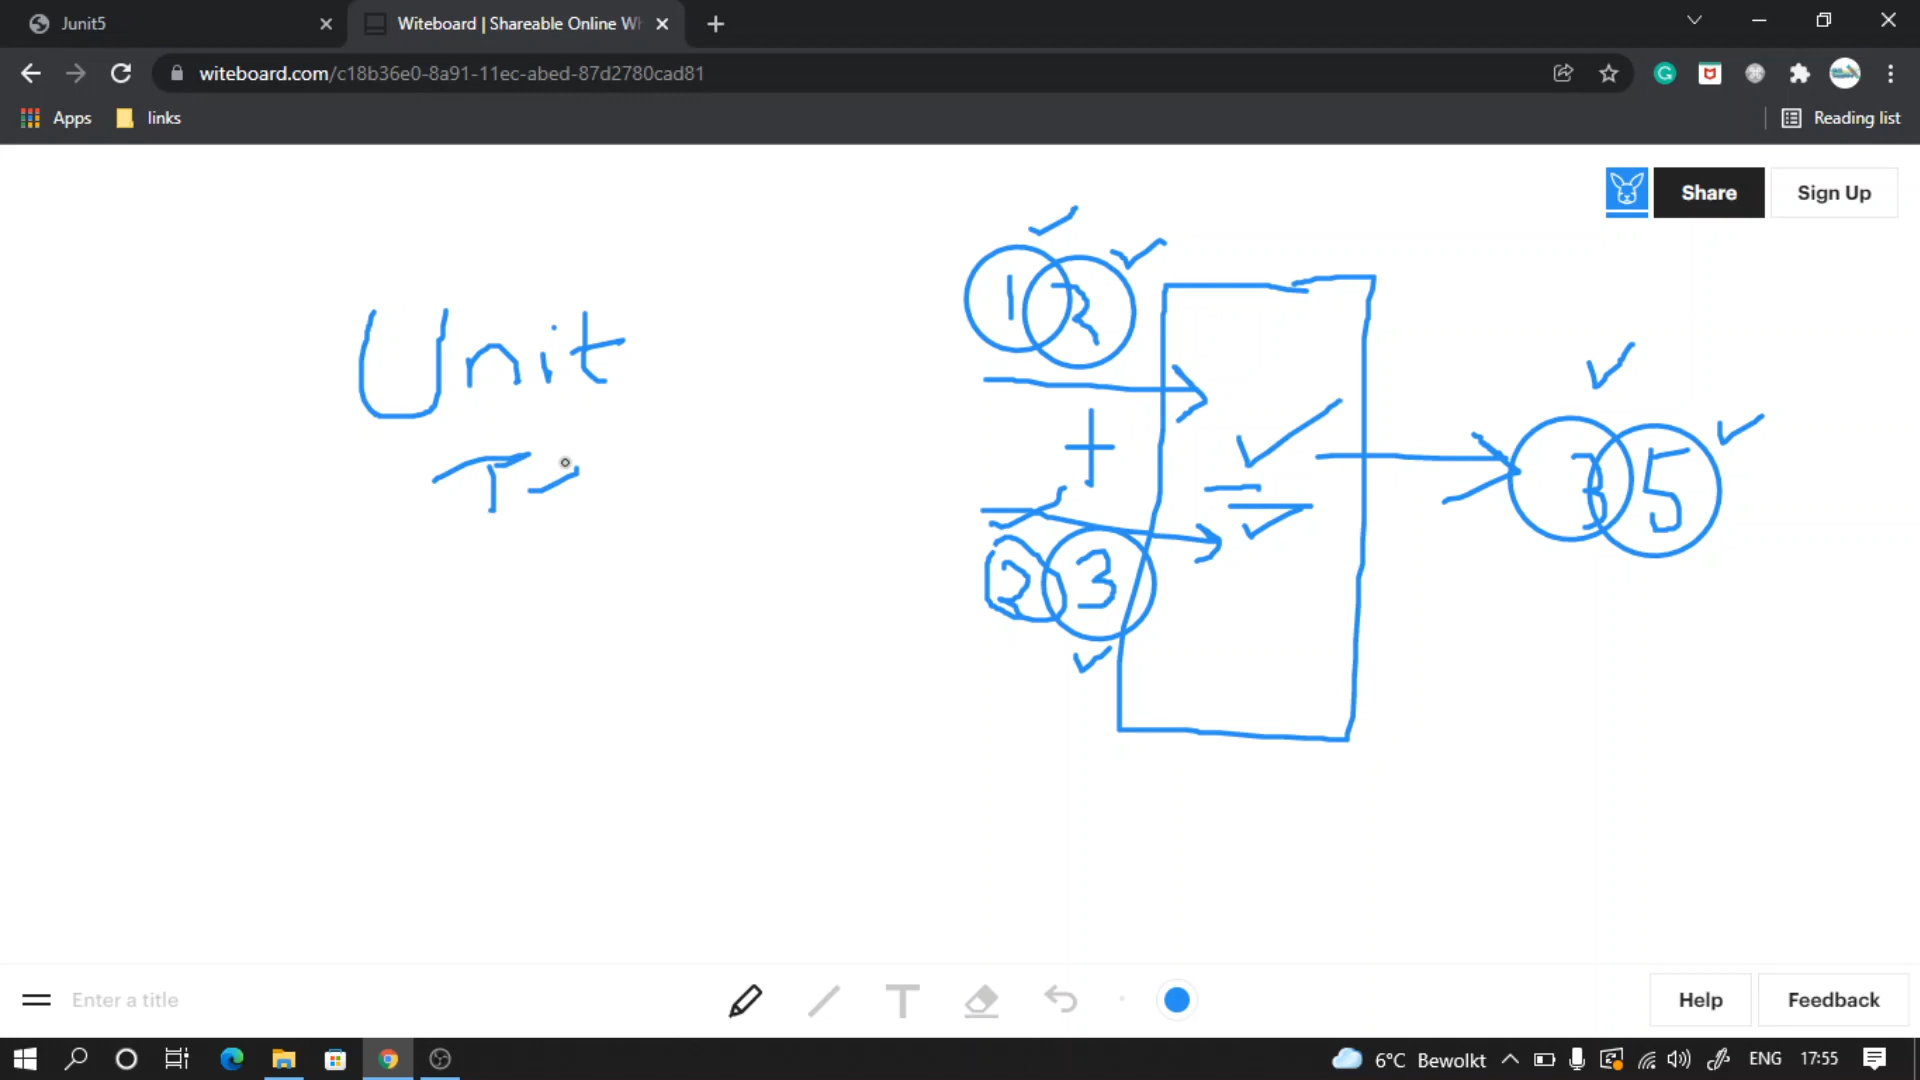 Junit5
Witeboard | Shareable Online Wh
witeboard.com/c18b36e0-8a91-11ec-abed-87d2780cad81
Apps
links
Reading list
Share
Sign Up
Unit
1 2
+
2 3
3 5
Enter a title
Help
Feedback
6°C Bewolkt
ENG
17:55